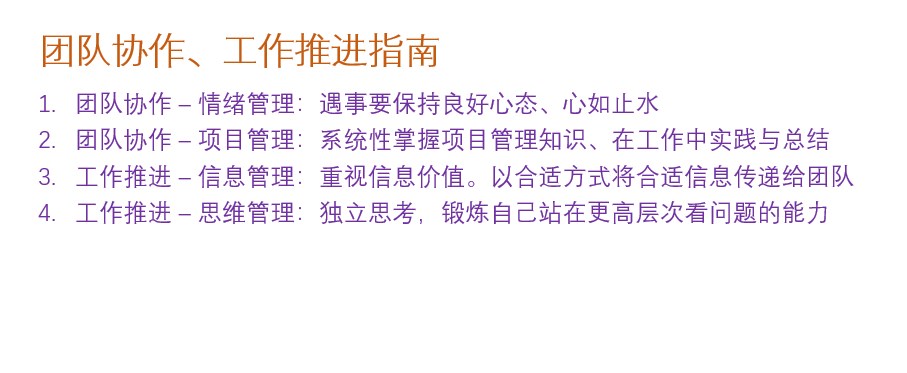 团队协作、工作推进指南
1. 团队协作 – 情绪管理：遇事要保持良好心态、心如止水
2. 团队协作 – 项目管理：系统性掌握项目管理知识、在工作中实践与总结
3. 工作推进 – 信息管理：重视信息价值。以合适方式将合适信息传递给团队
4. 工作推进 – 思维管理：独立思考，锻炼自己站在更高层次看问题的能力